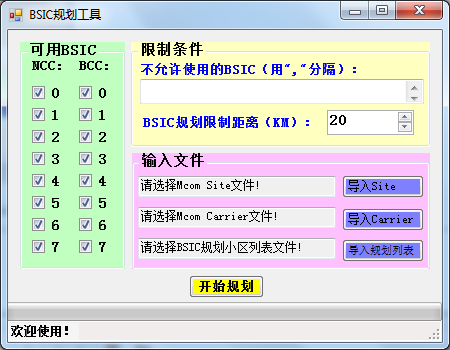 BSIC规划工具
可用BSIC
NCC: BCC:
0 0
1 1
2 2
3 3
4 4
5 5
6 6
7 7
限制条件
不允许使用的BSIC（用“,”分隔）:
BSIC规划限制距离（KM）: 20
输入文件
请选择Mcom Site文件! 导入Site
请选择Mcom Carrier文件! 导入Carrier
请选择BSIC规划小区列表文件! 导入规划列表
开始规划
欢迎使用!